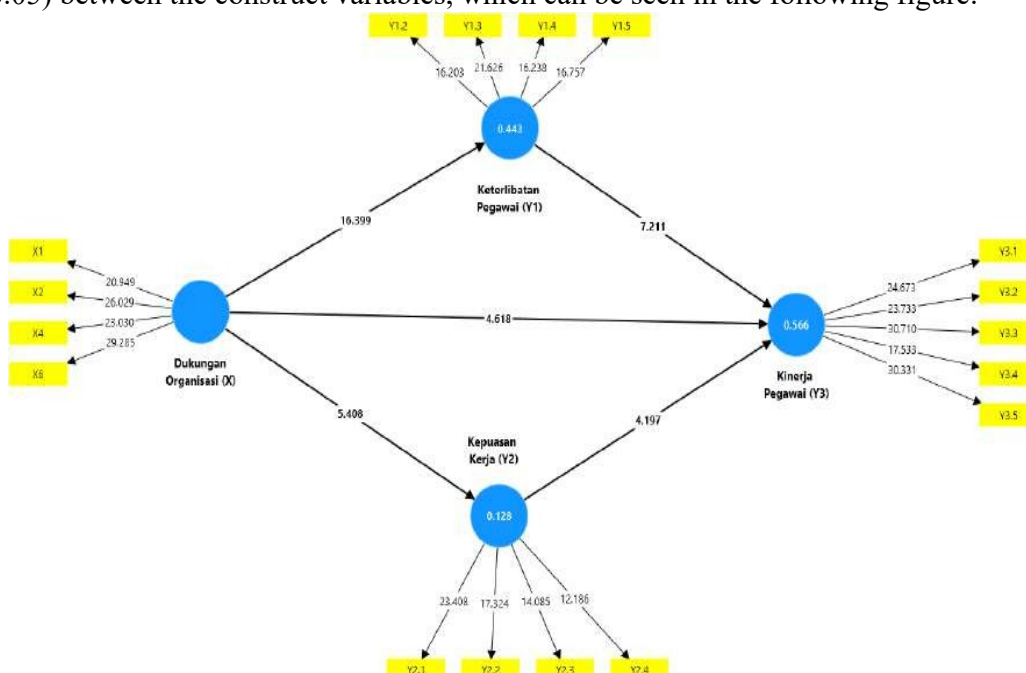 0.05) between the construct variables, which can be seen in the following figure:
Y1.2 Y1.3 Y1.4 Y1.5
16.203 21.626 16.238 16.757
0.443
Keterlibatan
Pegawai (Y1)
16.399
7.211
X1
X2
X4
X6
20.949
26.029
23.030
29.285
Dukungan
Organisasi (X)
4.618
0.566
Kinerja
Pegawai (Y3)
24.673
23.733
30.710
17.533
30.331
Y3.1
Y3.2
Y3.3
Y3.4
Y3.5
5.408
4.197
Kepuasan
Kerja (Y2)
0.128
23.408 17.324 14.085 12.186
Y2.1 Y2.2 Y2.3 Y2.4